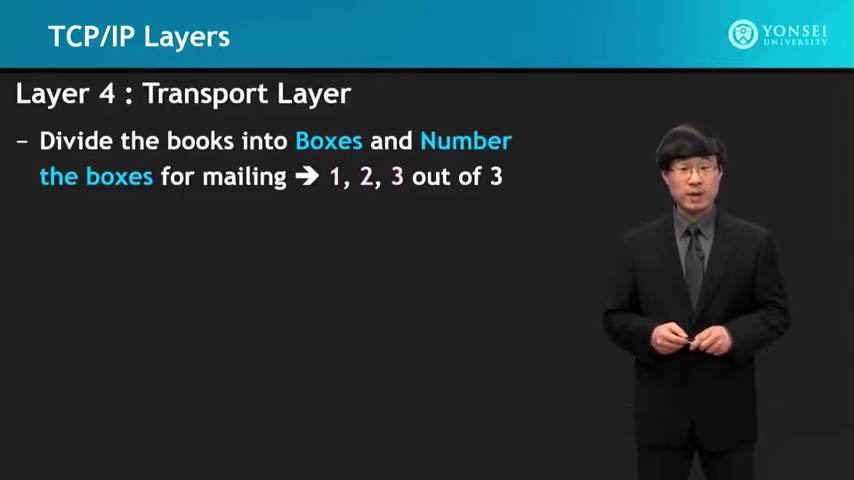 TCP/IP Layers
YONSEI
UNIVERSITY
Layer 4 : Transport Layer
– Divide the books into Boxes and Number
the boxes for mailing ➔ 1, 2, 3 out of 3